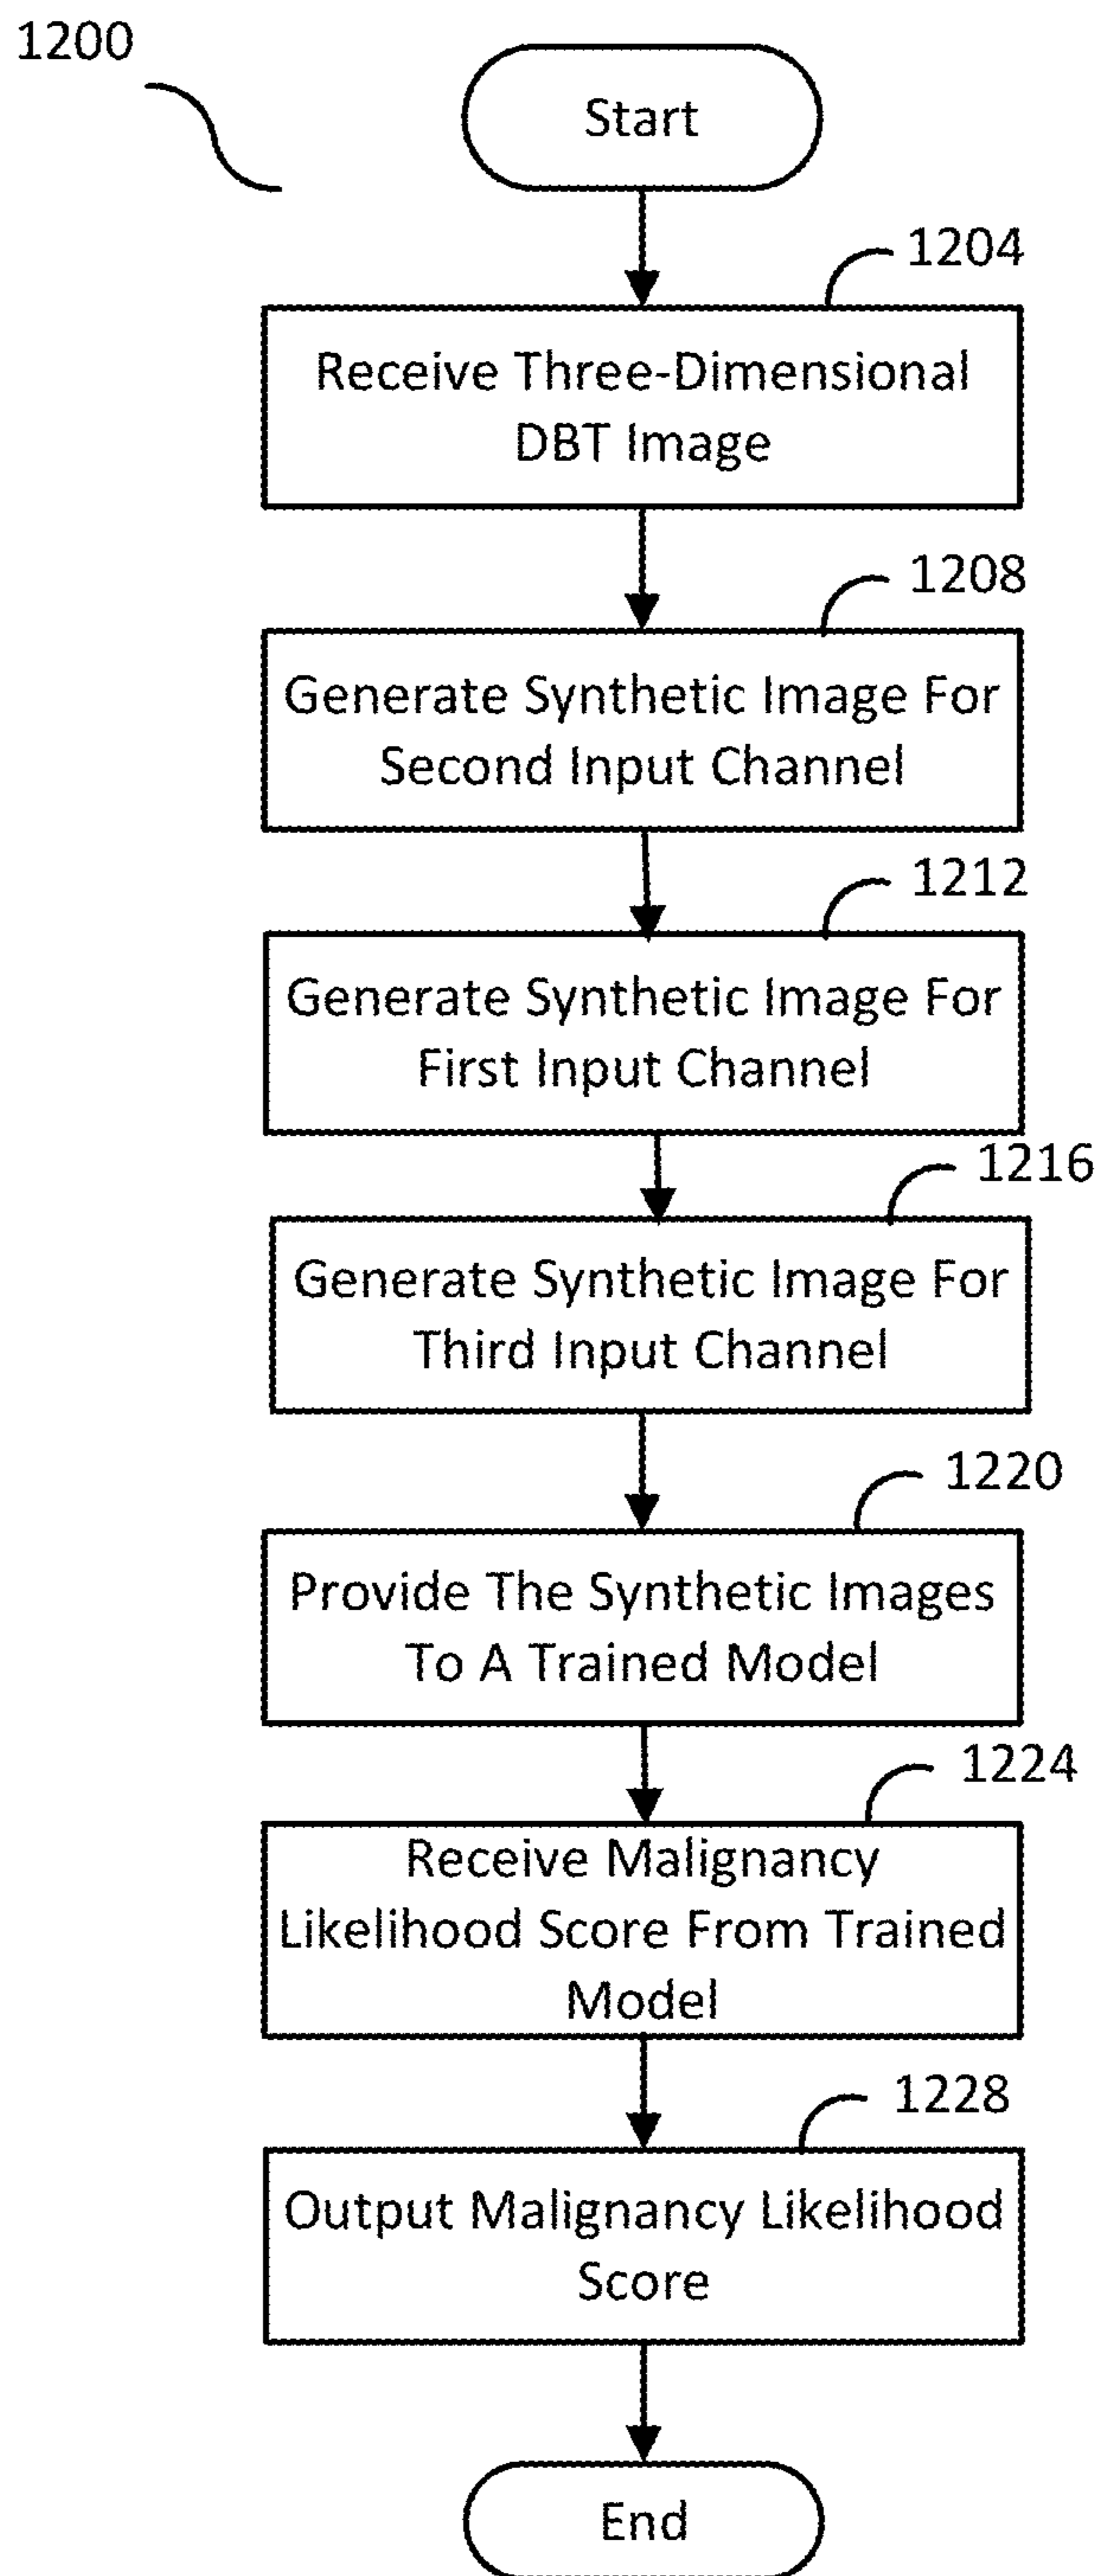 1200
Start
1204
Receive Three-Dimensional
DBT Image
1208
Generate Synthetic Image For
Second Input Channel
1212
Generate Synthetic Image For
First Input Channel
1216
Generate Synthetic Image For
Third Input Channel
1220
Provide The Synthetic Images
To A Trained Model
1224
Receive Malignancy
Likelihood Score From Trained
Model
1228
Output Malignancy Likelihood
Score
End